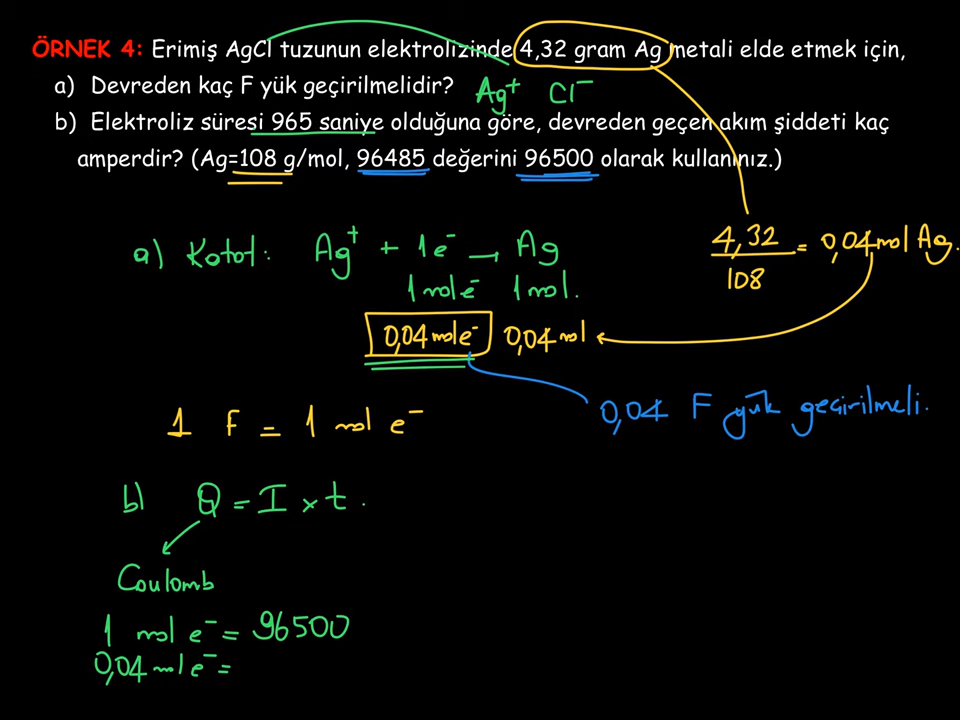 ÖRNEK 4: Erimiş AgCl tuzunun elektrolizinde 4,32 gram Ag metali elde etmek için,
a) Devreden kaç F yük geçirilmelidir?
Ag⁺ Cl⁻
b) Elektroliz süresi 965 saniye olduğuna göre, devreden geçen akım şiddeti kaç
amperdir? (Ag=108 g/mol, 96485 değerini 96500 olarak kullanınız.)
a) Katot: Ag⁺ + 1e⁻ → Ag
1 mol e⁻ 1 mol.
0,04 mol e⁻ 0,04 mol
4,32
108
= 0,04 mol Ag.
0,04 F yük geçirilmeli.
1 F = 1 mol e⁻
b) Q = I × t.
Coulomb
1 mol e⁻ = 96500
0,04 mol e⁻ =